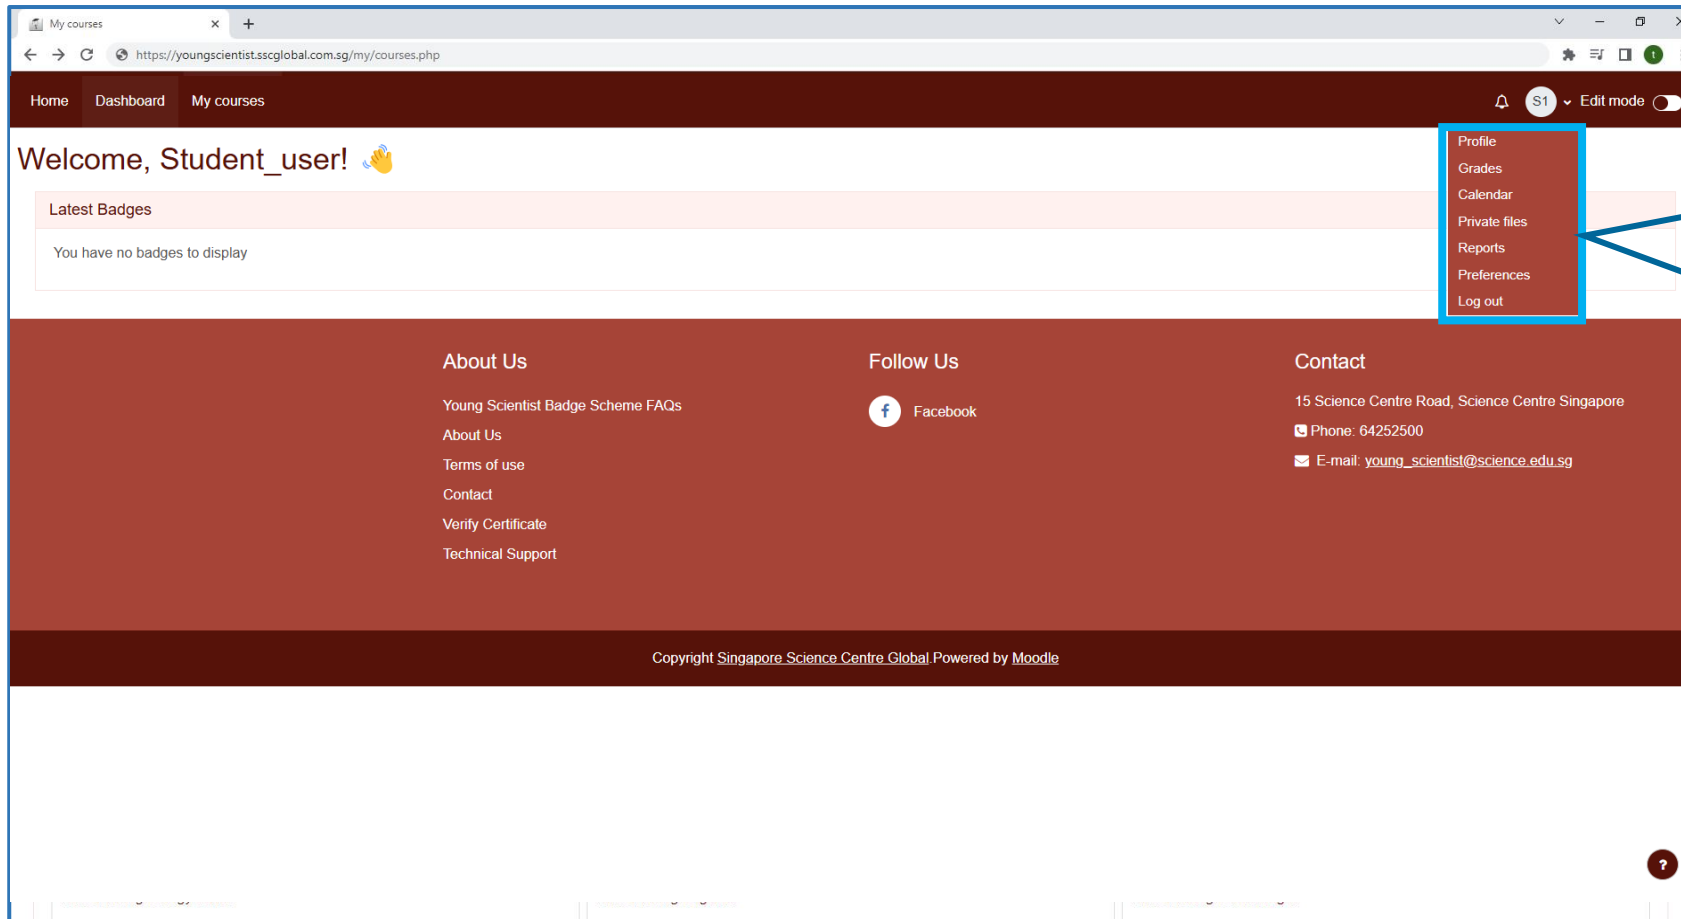 My courses
https://youngscientist.sscglobal.com.sg/my/courses.php
t
Home Dashboard My courses
S1 Edit mode
Welcome, Student_user!
Profile
Grades
Calendar
Private files
Reports
Preferences
Log out
Latest Badges
You have no badges to display
About Us
Young Scientist Badge Scheme FAQs
About Us
Terms of use
Contact
Verify Certificate
Technical Support
Follow Us
f Facebook
Contact
15 Science Centre Road, Science Centre Singapore
Phone: 64252500
E-mail: young_scientist@science.edu.sg
Copyright Singapore Science Centre Global.Powered by Moodle
?